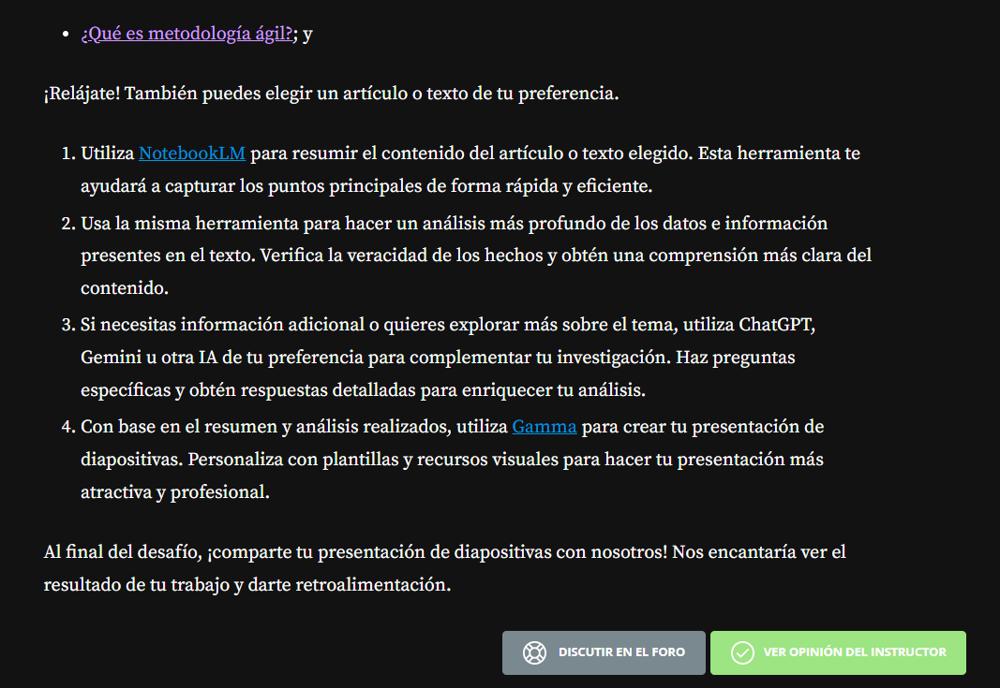 • ¿Qué es metodología ágil?; y
¡Relájate! También puedes elegir un artículo o texto de tu preferencia.
1. Utiliza NotebookLM para resumir el contenido del artículo o texto elegido. Esta herramienta te
ayudará a capturar los puntos principales de forma rápida y eficiente.
2. Usa la misma herramienta para hacer un análisis más profundo de los datos e información
presentes en el texto. Verifica la veracidad de los hechos y obtén una comprensión más clara del
contenido.
3. Si necesitas información adicional o quieres explorar más sobre el tema, utiliza ChatGPT,
Gemini u otra IA de tu preferencia para complementar tu investigación. Haz preguntas
específicas y obtén respuestas detalladas para enriquecer tu análisis.
4. Con base en el resumen y análisis realizados, utiliza Gamma para crear tu presentación de
diapositivas. Personaliza con plantillas y recursos visuales para hacer tu presentación más
atractiva y profesional.
Al final del desafío, ¡comparte tu presentación de diapositivas con nosotros! Nos encantaría ver el
resultado de tu trabajo y darte retroalimentación.
DISCUTIR EN EL FORO
VER OPINIÓN DEL INSTRUCTOR